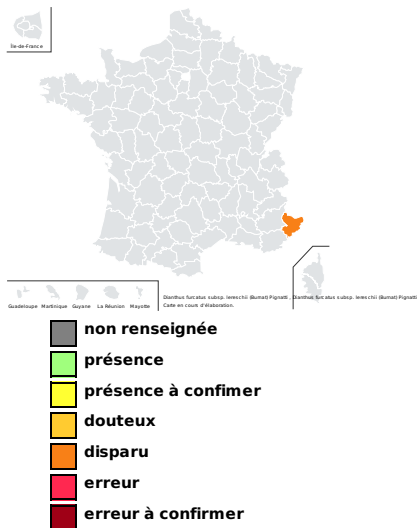 Île-de-France
Guadeloupe Martinique Guyane La Réunion Mayotte
Dianthus furcatus subsp. lereschii (Burnat) Pignatti , Dianthus furcatus subsp. lereschii (Burnat) Pignatti
Carte en cours d'élaboration.
non renseignée
présence
présence à confimer
douteux
disparu
erreur
erreur à confirmer